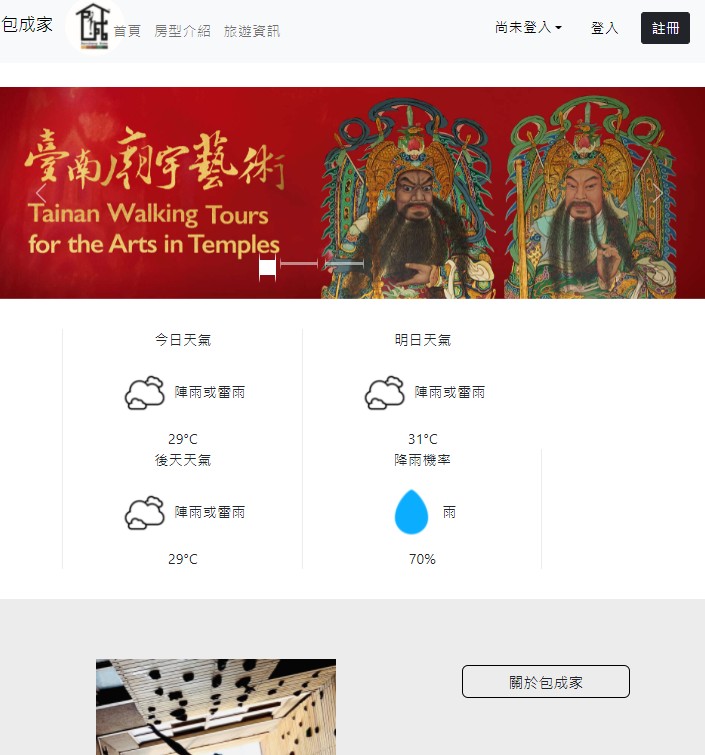 包成家
首頁 房型介紹 旅遊資訊
尚未登入 登入 註冊
臺南廟宇藝術
Tainan Walking Tours
for the Arts in Temples
今日天氣 明日天氣
陣雨或雷雨 陣雨或雷雨
29°C 31°C
後天天氣 降雨機率
陣雨或雷雨 雨
29°C 70%
關於包成家